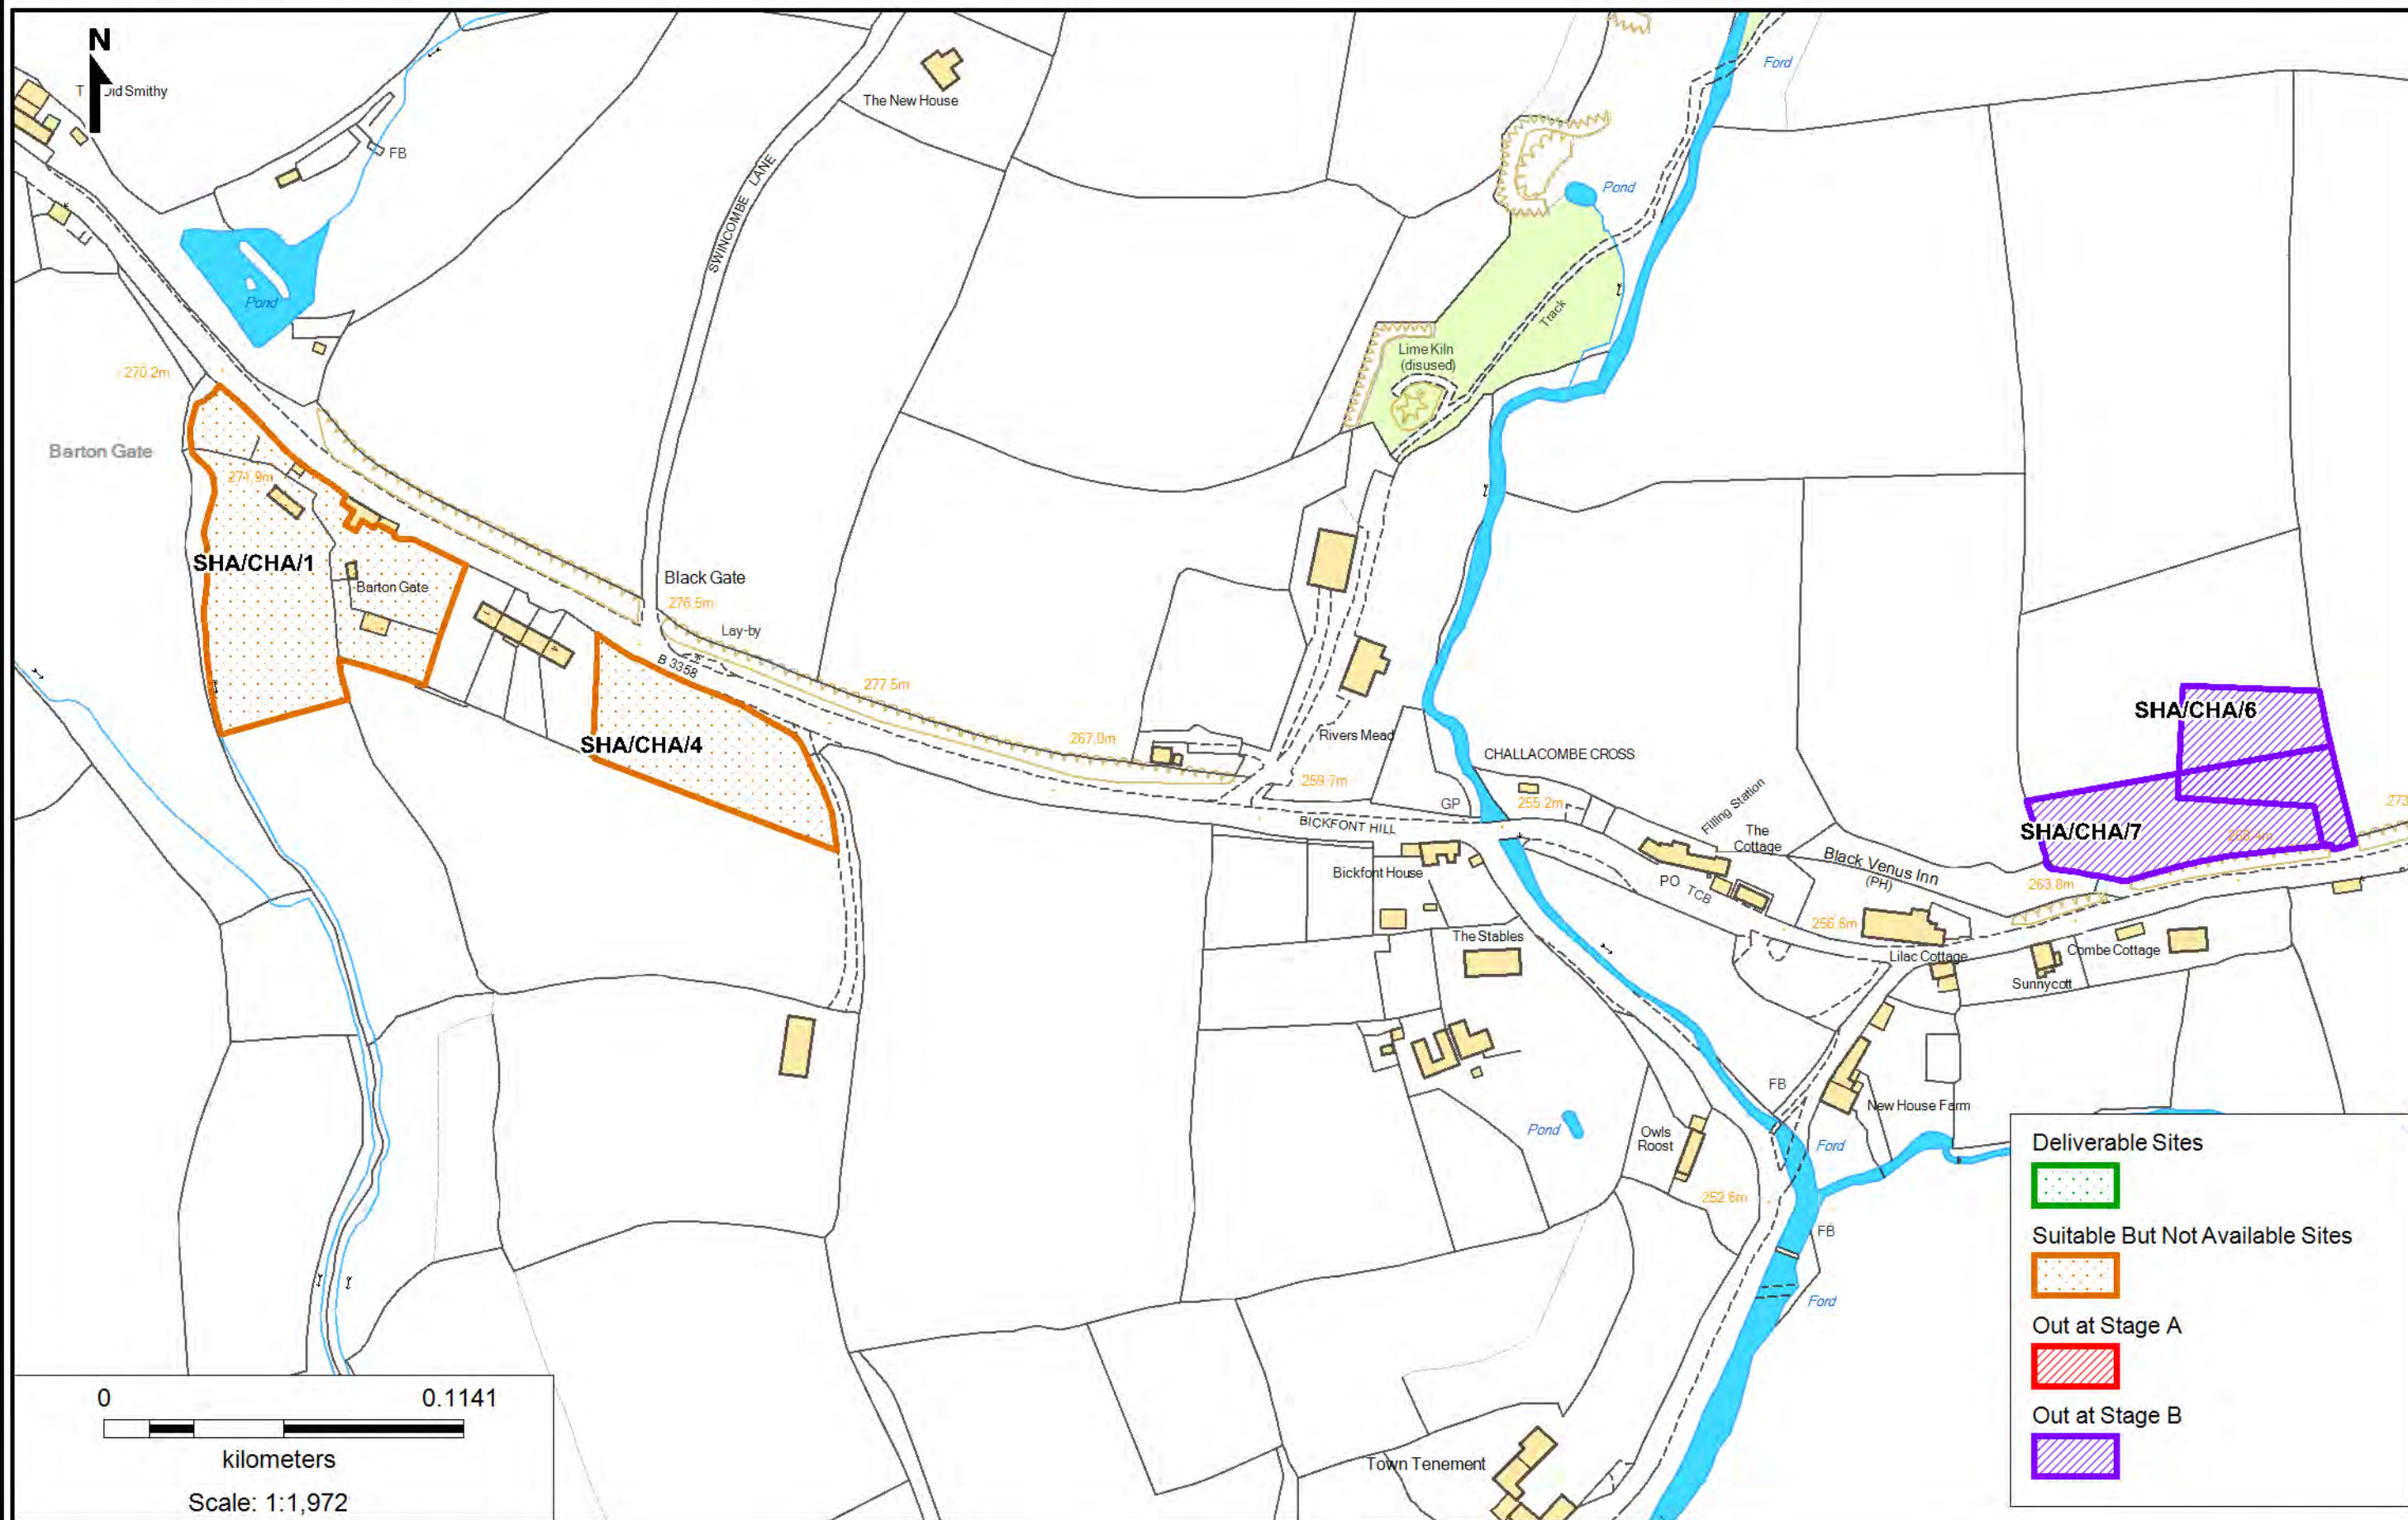 N
Old Smithy
FB
Pond
The New House
SWINCOMBE LANE
Ford
Pond
Track
Lime Kiln
(disused)
270.2m
Barton Gate
271.9m
SHA/CHA/1
Barton Gate
Black Gate
276.5m
Lay-by
B 3358
277.5m
SHA/CHA/4
267.0m
Rivers Mead
259.7m
CHALLACOMBE CROSS
GP
255.2m
BICKFONT HILL
Filling Station
The
Cottage
Bickfont House
PO
TCB
Black Venus Inn
(PH)
256.6m
263.8m
SHA/CHA/6
SHA/CHA/7
268.4m
273
The Stables
Lilac Cottage
Combe Cottage
Sunnycott
FB
New House Farm
Pond
Owls
Roost
Ford
252.6m
FB
Ford
Town Tenement
Deliverable Sites
Suitable But Not Available Sites
Out at Stage A
Out at Stage B
0 0.1141
kilometers
Scale: 1:1,972